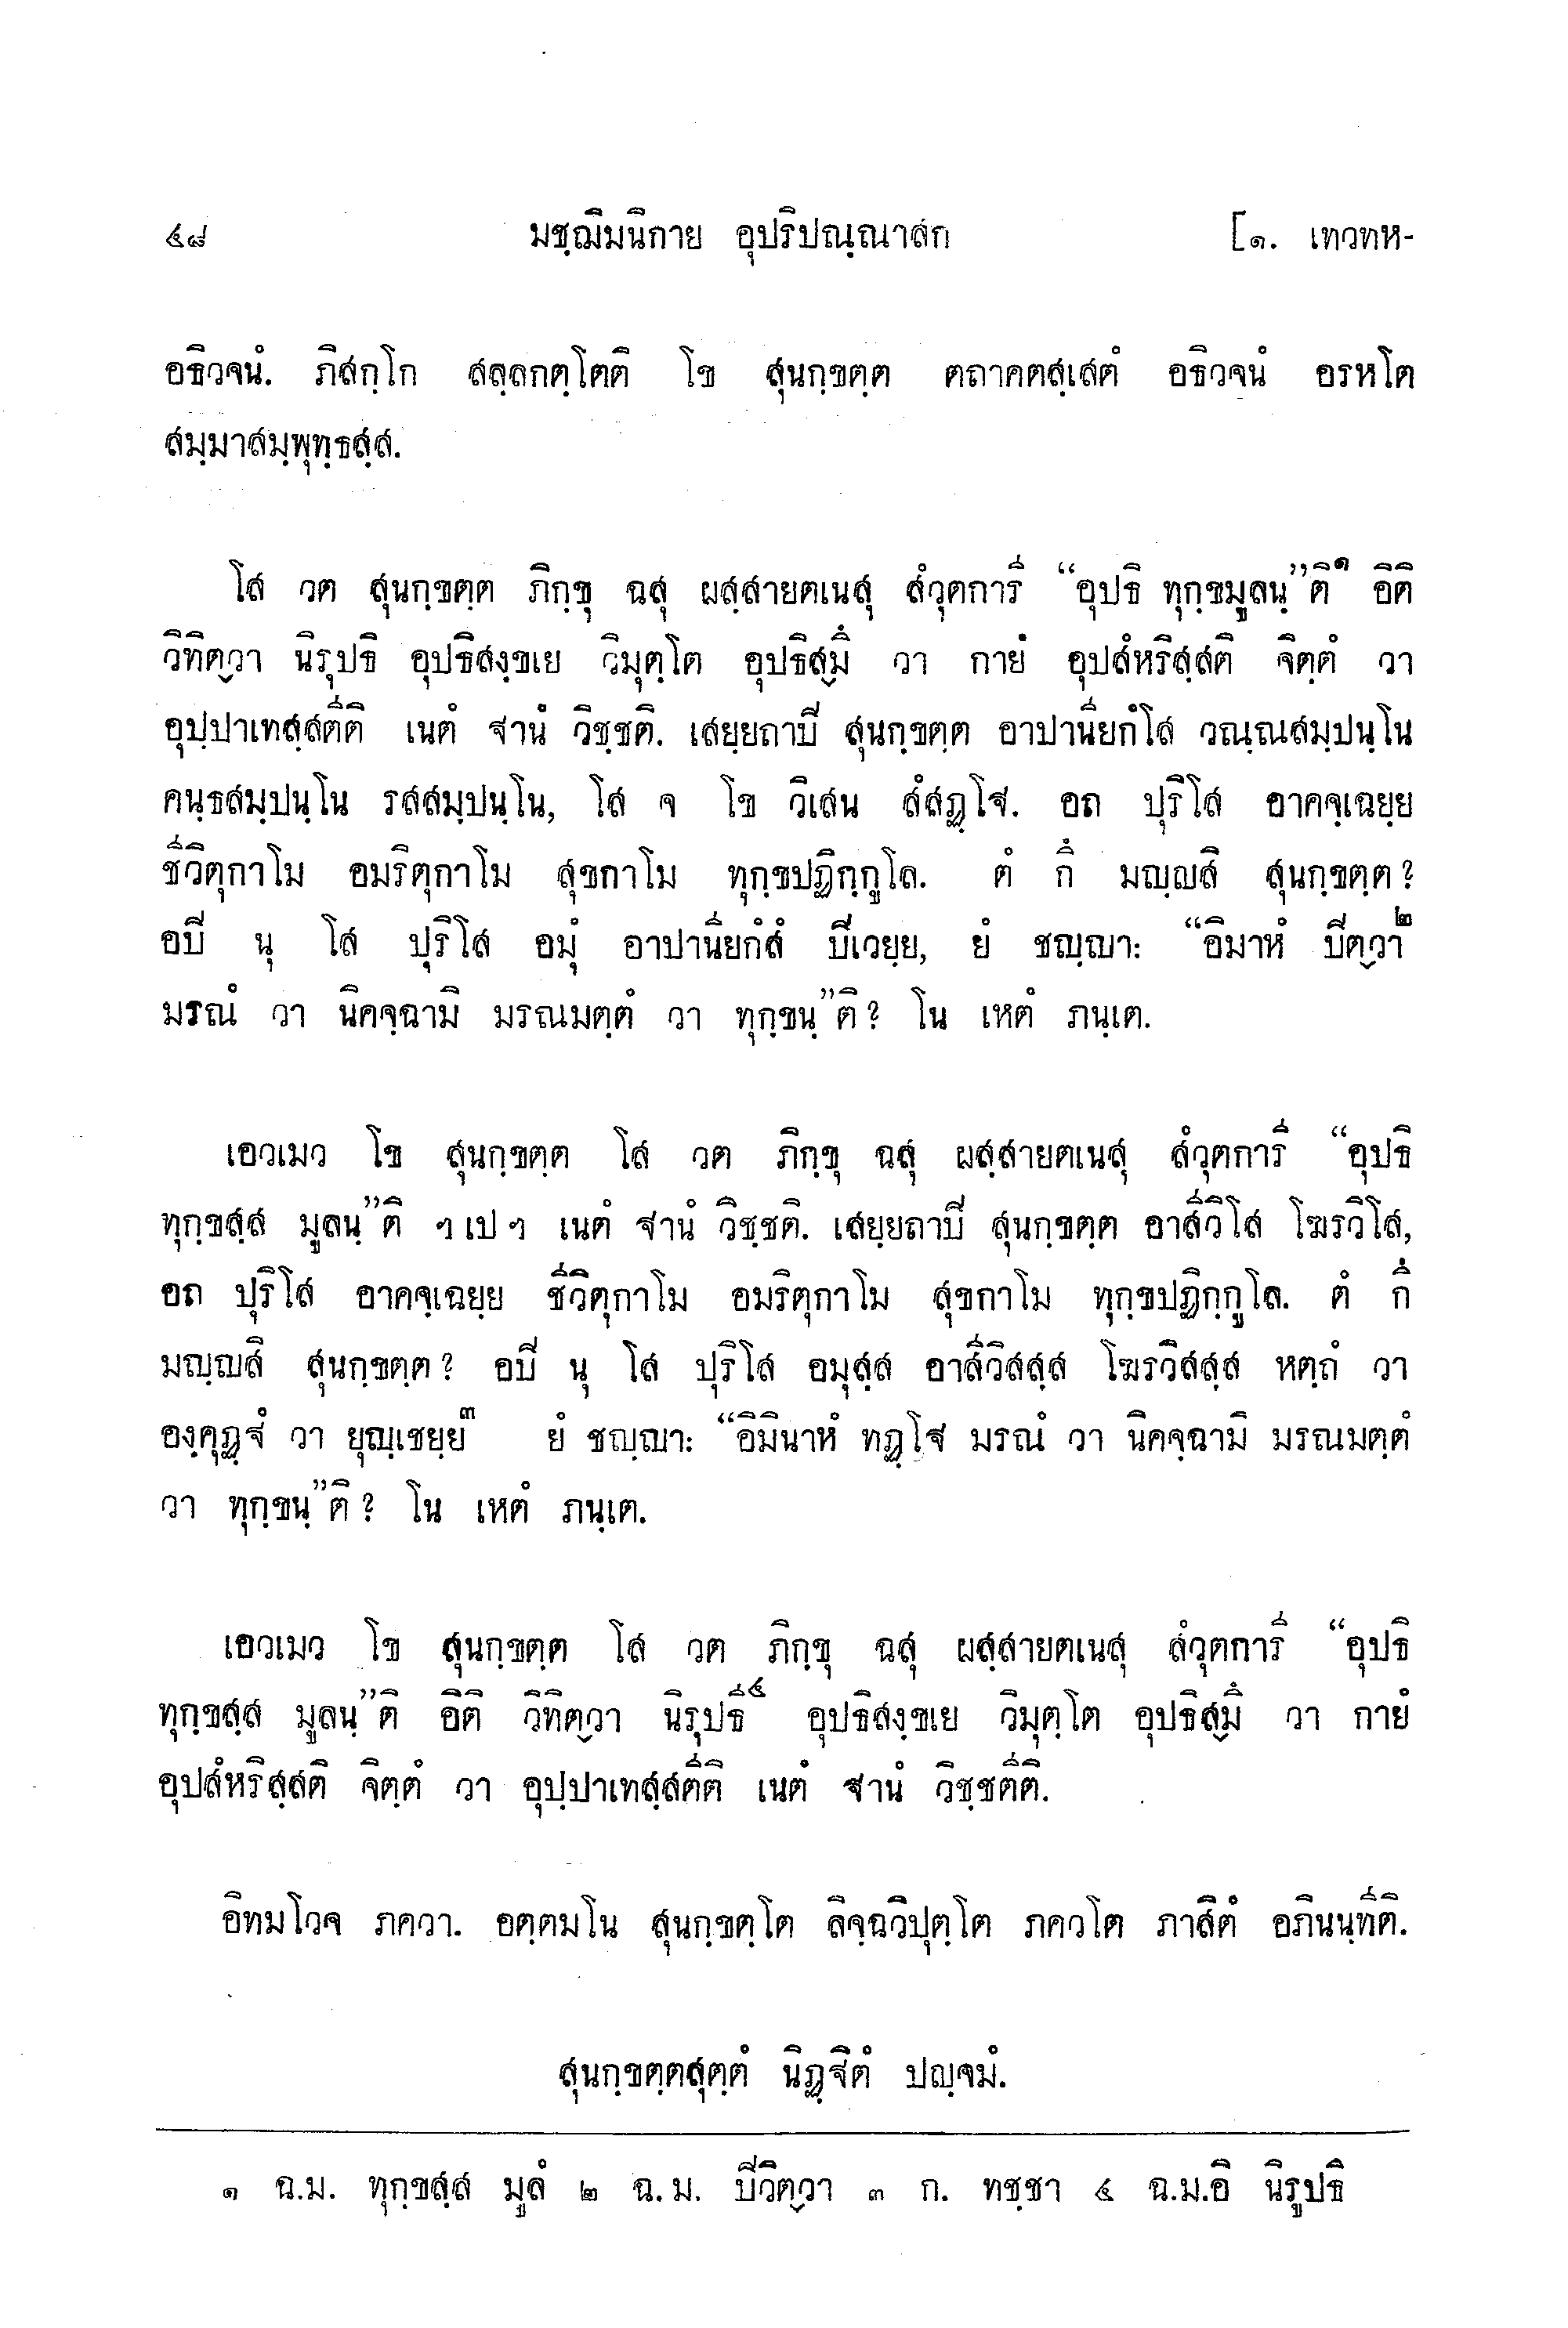 ๔๘ มชฺฌิมนิกาย อุปริปณฺณาสก [๑. เทวทห-
อธิวจนํ. ภิสกฺโก สลฺลกตฺโตติ โข สุนกฺขตฺต ตถาคตสฺเสตํ อธิวจนํ อรหโต
สมฺมาสมฺพุทฺธสฺส.
โส วต สุนกฺขตฺต ภิกฺขุ ฉสุ ผสฺสายตเนสุ สํวุตการี “อุปธิ ทุกฺขมูลนฺ”ติ๑ อิติ
วิทิตฺวา นิรุปธิ อุปธิสงฺขเย วิมุตฺโต อุปธิสฺมึ วา กายํ อุปสํหริสฺสติ จิตฺตํ วา
อุปฺปาเทสฺสตีติ เนตํ ฐานํ วิชฺชติ. เสยฺยถาปิ สุนกฺขตฺต อาปานียกํโส วณฺณสมฺปนฺโน
คนฺธสมฺปนฺโน รสสมฺปนฺโน, โส จ โข วิเสน สํสฏฺโฐ. อถ ปุริโส อาคจฺเฉยฺย
ชีวิตุกาโม อมริตุกาโม สุขกาโม ทุกฺขปฏิกฺกูโล. ตํ กึ มญฺญสิ สุนกฺขตฺต?
อปิ นุ โส ปุริโส อมุํ อาปานียกํสํ ปิเวยฺย, ยํ ชญฺญา: “อิมาหํ ปิตฺวา๒
มรณํ วา นิคจฺฉามิ มรณมตฺตํ วา ทุกฺขนฺ”ติ? โน เหตํ ภนฺเต.
เอวเมว โข สุนกฺขตฺต โส วต ภิกฺขุ ฉสุ ผสฺสายตเนสุ สํวุตการี “อุปธิ
ทุกฺขสฺส มูลนฺ”ติ ฯเปฯ เนตํ ฐานํ วิชฺชติ. เสยฺยถาปิ สุนกฺขตฺต อาสีวิโส โฆรวิโส,
อถ ปุริโส อาคจฺเฉยฺย ชีวิตุกาโม อมริตุกาโม สุขกาโม ทุกฺขปฏิกฺกูโล. ตํ กึ
มญฺญสิ สุนกฺขตฺต? อปิ นุ โส ปุริโส อมุสฺส อาสีวิสสฺส โฆรวิสสฺส หตฺถํ วา
องฺคุฏฺฐํ วา ยุญฺเชยฺย๓ ยํ ชญฺญา: “อิมินาหํ ทฏฺโฐ มรณํ วา นิคจฺฉามิ มรณมตฺตํ
วา ทุกฺขนฺ”ติ? โน เหตํ ภนฺเต.
เอวเมว โข สุนกฺขตฺต โส วต ภิกฺขุ ฉสุ ผสฺสายตเนสุ สํวุตการี “อุปธิ
ทุกฺขสฺส มูลนฺ”ติ อิติ วิทิตฺวา นิรุปธี๔ อุปธิสงฺขเย วิมุตฺโต อุปธิสฺมึ วา กายํ
อุปสํหริสฺสติ จิตฺตํ วา อุปฺปาเทสฺสตีติ เนตํ ฐานํ วิชฺชตีติ.
อิทมโวจ ภควา. อตฺตมโน สุนกฺขตฺโต ลิจฺฉวิปุตฺโต ภควโต ภาสิตํ อภินนฺทีติ.
สุนกฺขตฺตสุตฺตํ นิฏฺฐิตํ ปญฺจมํ.
๑ ฉ.ม. ทุกฺขสฺส มูลํ ๒ ฉ.ม. ปิวิตฺวา ๓ ก. ทชฺชา ๔ ฉ.ม.อิ นิรูปธิ